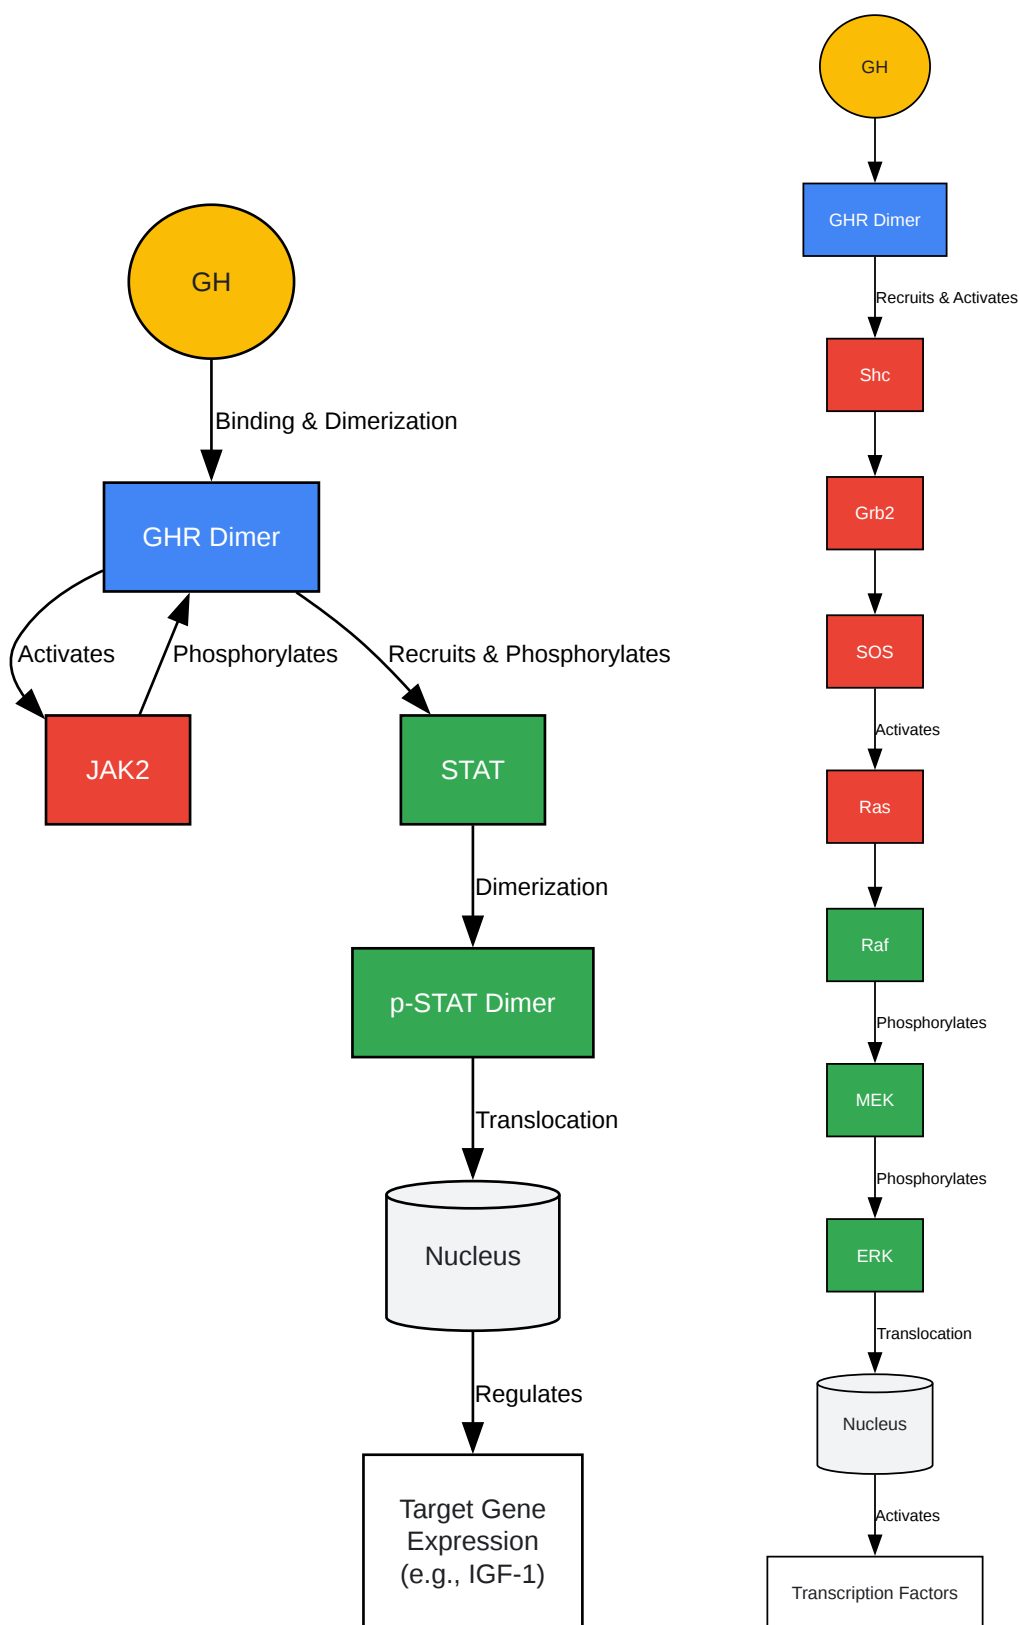 GH
Binding & Dimerization
GHR Dimer
Activates
Phosphorylates
Recruits & Phosphorylates
JAK2
STAT
Dimerization
p-STAT Dimer
Translocation
Nucleus
Regulates
Target Gene
Expression
(e.g., IGF-1)
GH
GHR Dimer
Recruits & Activates
Shc
Grb2
SOS
Activates
Ras
Raf
Phosphorylates
MEK
Phosphorylates
ERK
Translocation
Nucleus
Activates
Transcription Factors